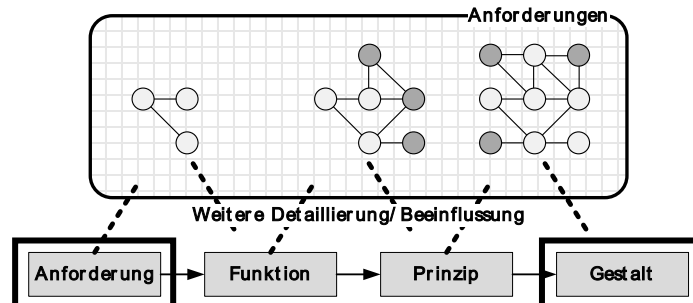 Anforderungen
Weitere Detaillierung/ Beeinflussung
Anforderung
Funktion
Prinzip
Gestalt